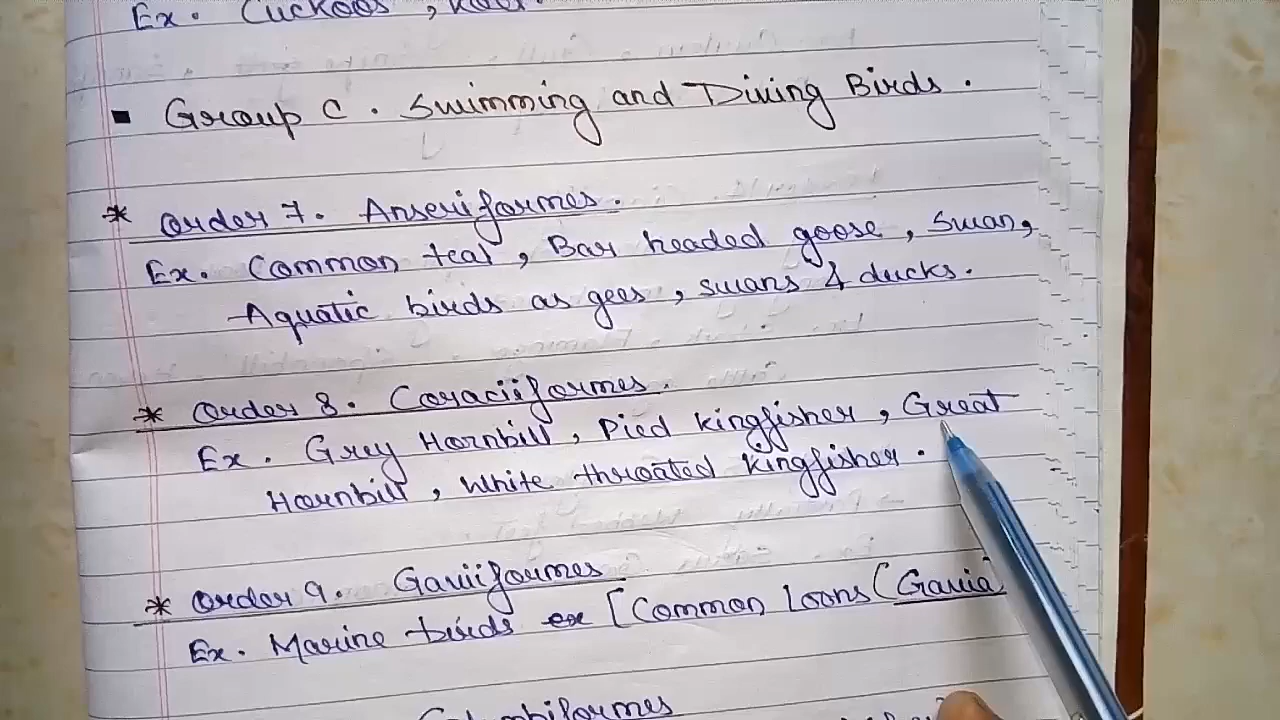 Ex. Cuckoos ,
▪ Group C. Swimming and Diving Birds.
* Order 7. Anseriformes.
Ex. Common teal, Bar headed goose, Swan,
Aquatic birds as gees, swans & ducks.
* Order 8. Coraciiformes.
Ex. Grey Hornbill, Pied kingfisher, Great
Hornbill, White throated kingfisher.
* Order 9. Gaviiformes
Ex. Marine birds ex [Common Loons (Gavia)